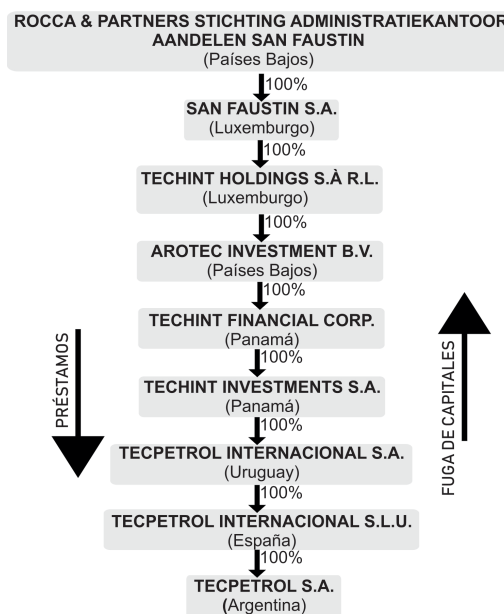 ROCCA & PARTNERS STICHTING ADMINISTRATIEKANTOOR
AANDELEN SAN FAUSTIN
(Países Bajos)
100%
SAN FAUSTIN S.A.
(Luxemburgo)
100%
TECHINT HOLDINGS S.À R.L.
(Luxemburgo)
100%
AROTEC INVESTMENT B.V.
(Países Bajos)
100%
TECHINT FINANCIAL CORP.
(Panamá)
100%
TECHINT INVESTMENTS S.A.
(Panamá)
100%
TECPETROL INTERNACIONAL S.A.
(Uruguay)
100%
TECPETROL INTERNACIONAL S.L.U.
(España)
100%
TECPETROL S.A.
(Argentina)
PRÉSTAMOS
FUGA DE CAPITALES